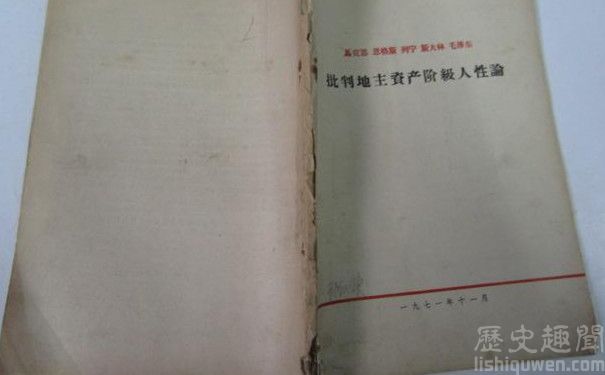 馬克思 恩格斯 列宁 斯大林 毛澤东
批判地主資产阶級人性論
一九七一年十一月
歷史趣聞
lishiquwen.com